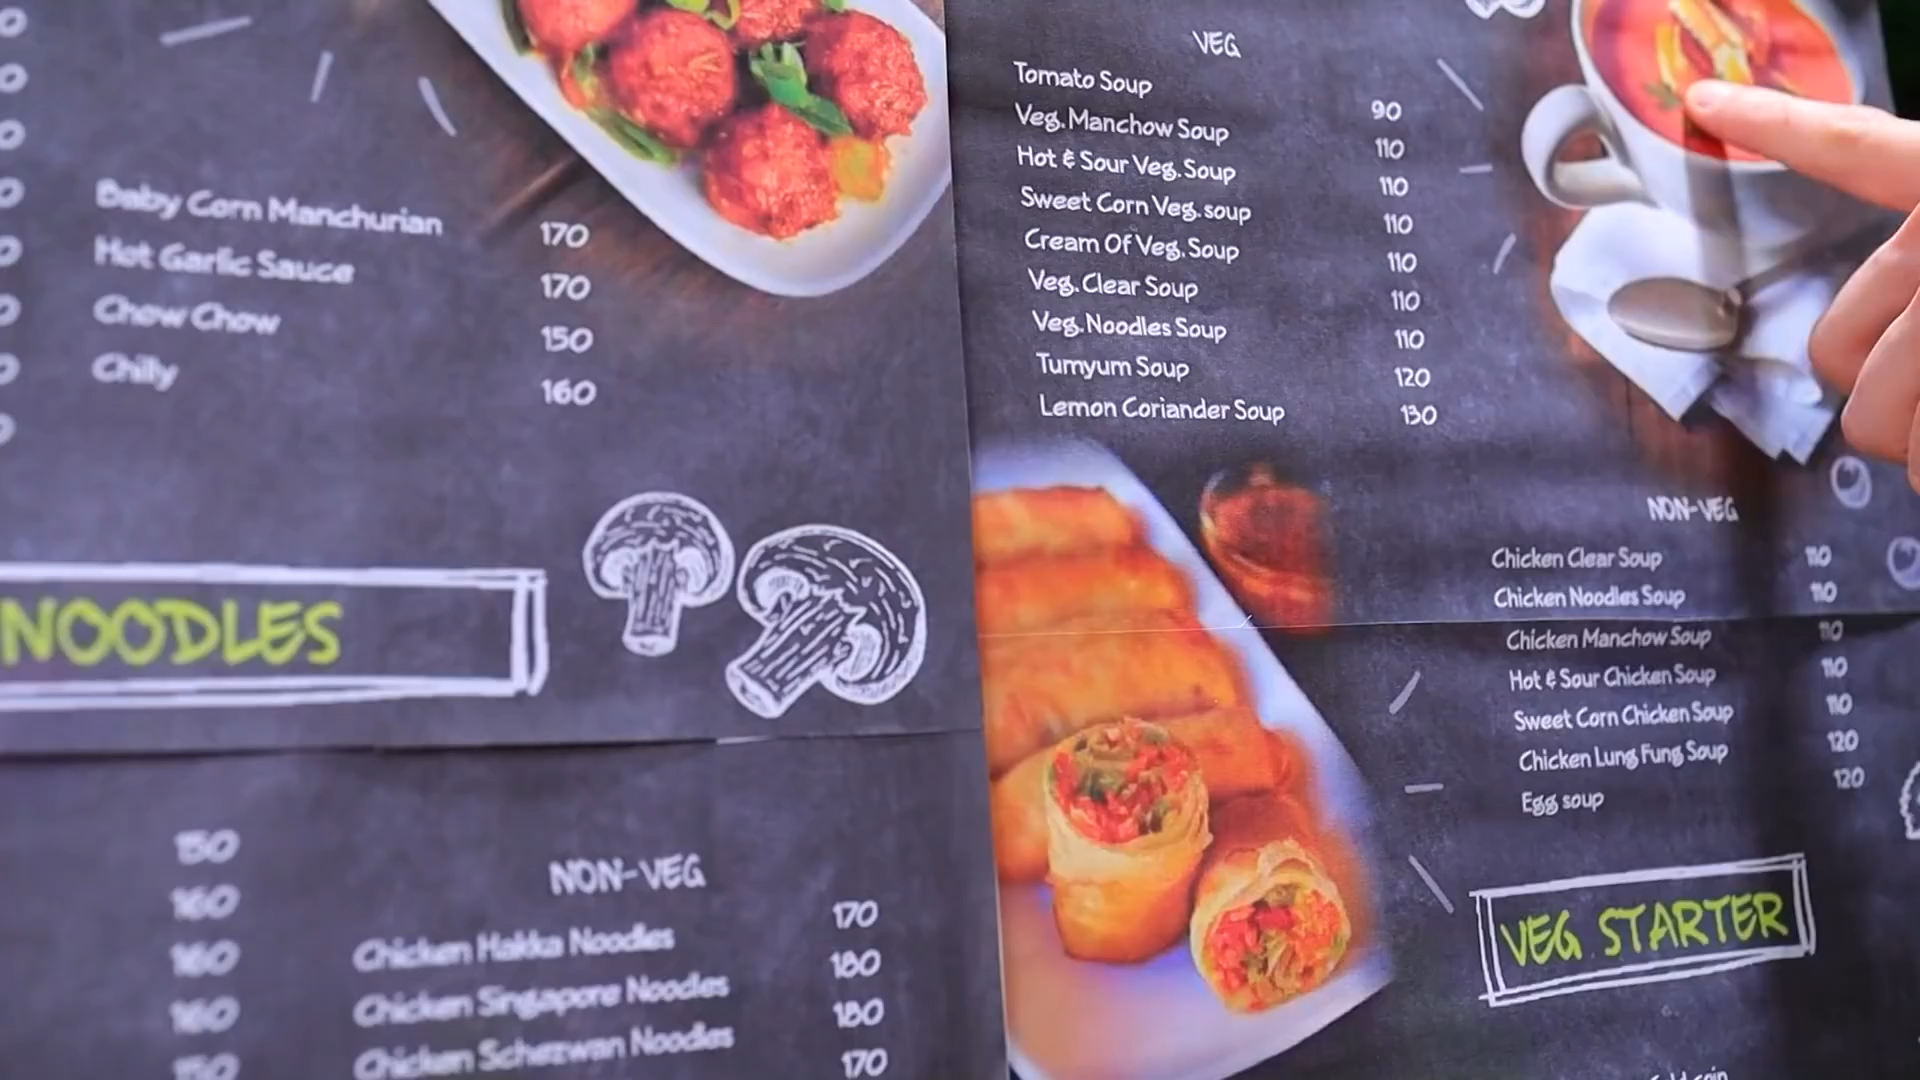 Baby Corn Manchurian 170
Hot Garlic Sauce 170
Chow Chow 150
Chilly 160
NOODLES
150
160
160
160
150
NON-VEG
Chicken Hakka Noodles 170
Chicken Singapore Noodles 180
Chicken Schezwan Noodles 180
170
VEG
Tomato Soup 90
Veg. Manchow Soup 110
Hot & Sour Veg. Soup 110
Sweet Corn Veg. soup 110
Cream Of Veg. Soup 110
Veg. Clear Soup 110
Veg. Noodles Soup 110
Tumyum Soup 120
Lemon Coriander Soup 130
NON-VEG
Chicken Clear Soup 110
Chicken Noodles Soup 110
Chicken Manchow Soup 110
Hot & Sour Chicken Soup 110
Sweet Corn Chicken Soup 110
Chicken Lung Fung Soup 120
Egg soup 120
VEG STARTER